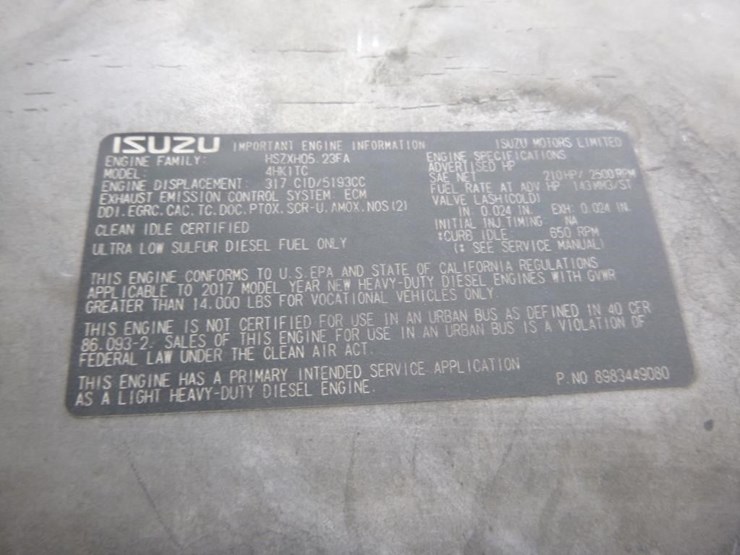 ISUZU IMPORTANT ENGINE INFORMATION ISUZU MOTORS LIMITED
ENGINE FAMILY: HSZXH05.23FA
MODEL: 4HK1TC
ENGINE DISPLACEMENT: 317 CID/5193CC
EXHAUST EMISSION CONTROL SYSTEM: ECM
DDI, EGRC, CAC, TC, DOC, PTOX, SCR-U, AMOX, NOS(2)
CLEAN IDLE CERTIFIED
ULTRA LOW SULFUR DIESEL FUEL ONLY
ENGINE SPECIFICATIONS
ADVERTISED HP
SAE NET 210HP/ 2500RPM
FUEL RATE AT ADV HP 143MM3/ST
VALVE LASH(COLD)
IN: 0.024 IN. EXH: 0.024 IN.
INITIAL INJ TIMING: NA
*CURB IDLE: 650 RPM
(* SEE SERVICE MANUAL)
THIS ENGINE CONFORMS TO U.S.EPA AND STATE OF CALIFORNIA REGULATIONS
APPLICABLE TO 2017 MODEL YEAR NEW HEAVY-DUTY DIESEL ENGINES WITH GVWR
GREATER THAN 14,000 LBS FOR VOCATIONAL VEHICLES ONLY.
THIS ENGINE IS NOT CERTIFIED FOR USE IN AN URBAN BUS AS DEFINED IN 40 CFR
86.093-2. SALES OF THIS ENGINE FOR USE IN AN URBAN BUS IS A VIOLATION OF
FEDERAL LAW UNDER THE CLEAN AIR ACT.
THIS ENGINE HAS A PRIMARY INTENDED SERVICE APPLICATION
AS A LIGHT HEAVY-DUTY DIESEL ENGINE.
P.NO 8983449080